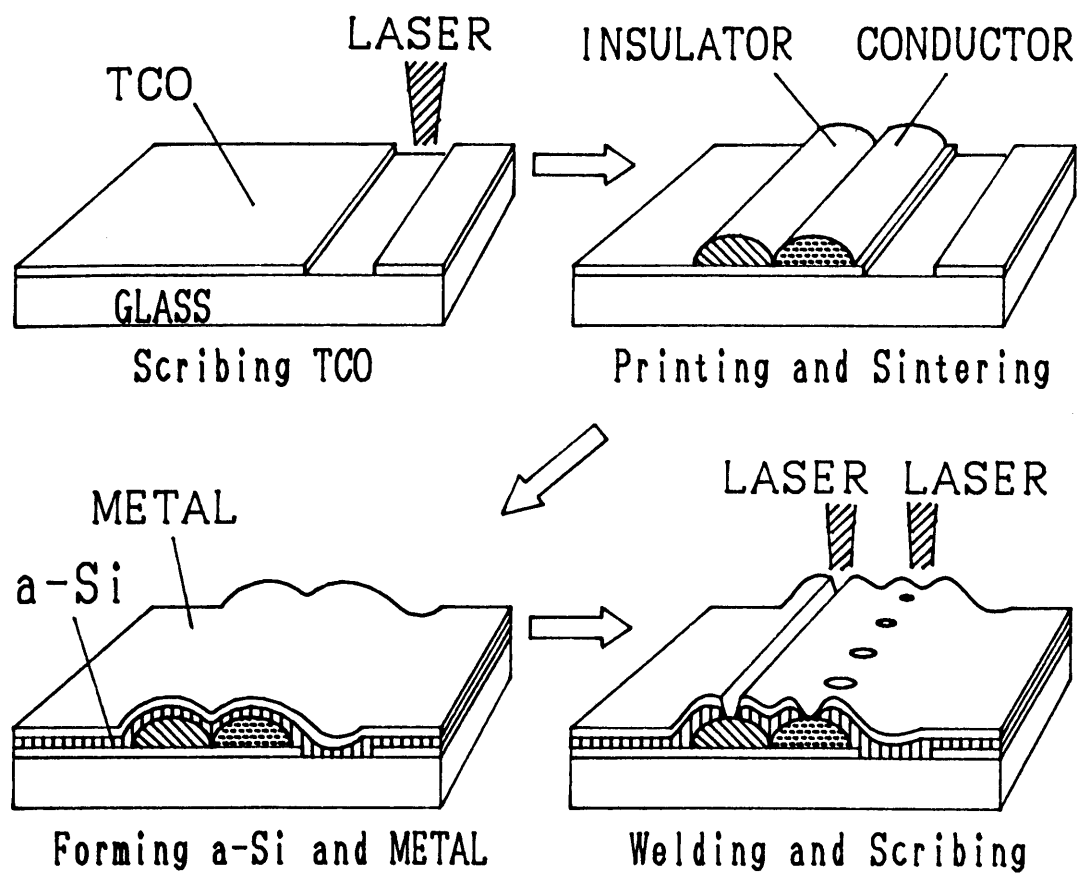 LASER
TCO
GLASS
Scribing TCO
INSULATOR CONDUCTOR
Printing and Sintering
METAL
a-Si
Forming a-Si and METAL
LASER LASER
Welding and Scribing